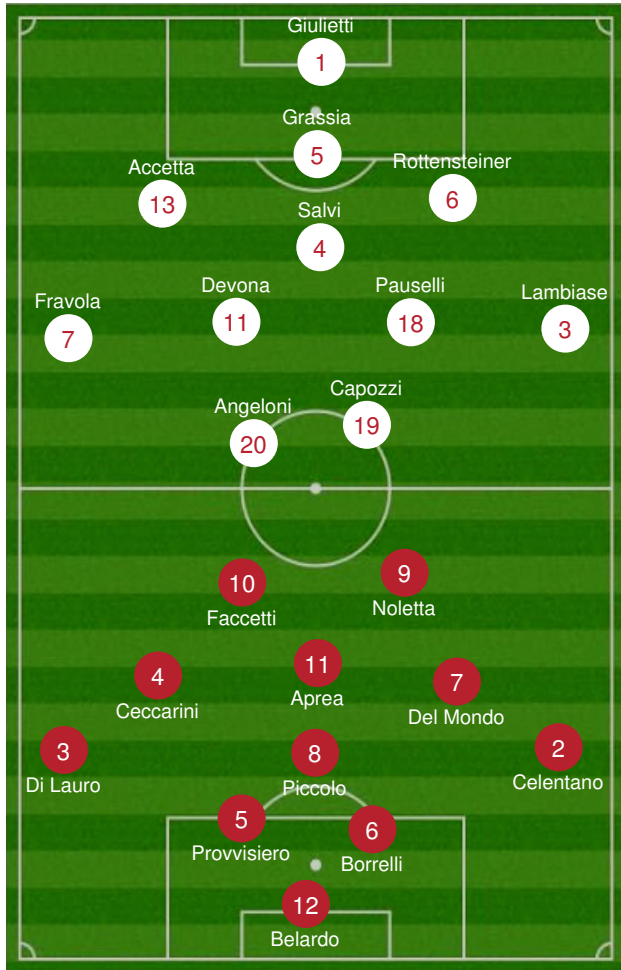 Giulietti
1
Grassia
5
Accetta
13
Rottensteiner
6
Salvi
4
Fravola
7
Devona
11
Pauselli
18
Lambiase
3
Angeloni
20
Capozzi
19
10
Faccetti
9
Noletta
11
Aprea
4
Ceccarini
7
Del Mondo
3
Di Lauro
8
Piccolo
2
Celentano
5
Provvisiero
6
Borrelli
12
Belardo